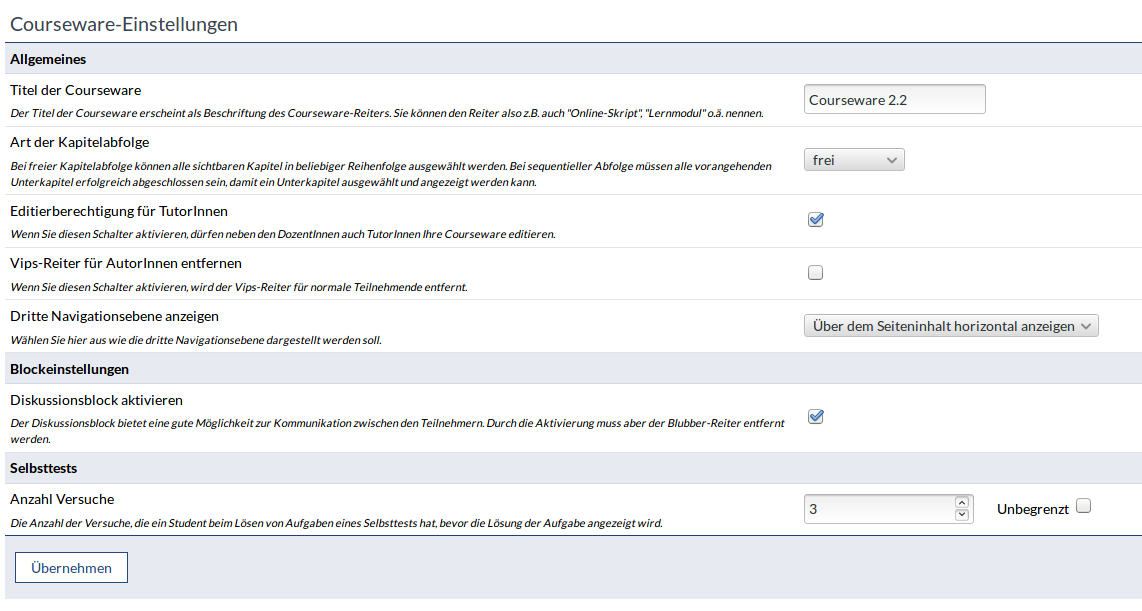 Courseware-Einstellungen
Allgemeines
Titel der Courseware
Der Titel der Courseware erscheint als Beschriftung des Courseware-Reiters. Sie können den Reiter also z.B. auch "Online-Skript", "Lernmodul" o.ä. nennen.
Courseware 2.2
Art der Kapitelabfolge
Bei freier Kapitelabfolge können alle sichtbaren Kapitel in beliebiger Reihenfolge ausgewählt werden. Bei sequentieller Abfolge müssen alle vorangehenden
Unterkapitel erfolgreich abgeschlossen sein, damit ein Unterkapitel ausgewählt und angezeigt werden kann.
frei
Editierberechtigung für TutorInnen
Wenn Sie diesen Schalter aktivieren, dürfen neben den DozentInnen auch TutorInnen Ihre Courseware editieren.
Vips-Reiter für AutorInnen entfernen
Wenn Sie diesen Schalter aktivieren, wird der Vips-Reiter für normale Teilnehmende entfernt.
Dritte Navigationsebene anzeigen
Wählen Sie hier aus wie die dritte Navigationsebene dargestellt werden soll.
Über dem Seiteninhalt horizontal anzeigen
Blockeinstellungen
Diskussionsblock aktivieren
Der Diskussionsblock bietet eine gute Möglichkeit zur Kommunikation zwischen den Teilnehmern. Durch die Aktivierung muss aber der Blubber-Reiter entfernt
werden.
Selbsttests
Anzahl Versuche
Die Anzahl der Versuche, die ein Student beim Lösen von Aufgaben eines Selbsttests hat, bevor die Lösung der Aufgabe angezeigt wird.
3
Unbegrenzt
Übernehmen